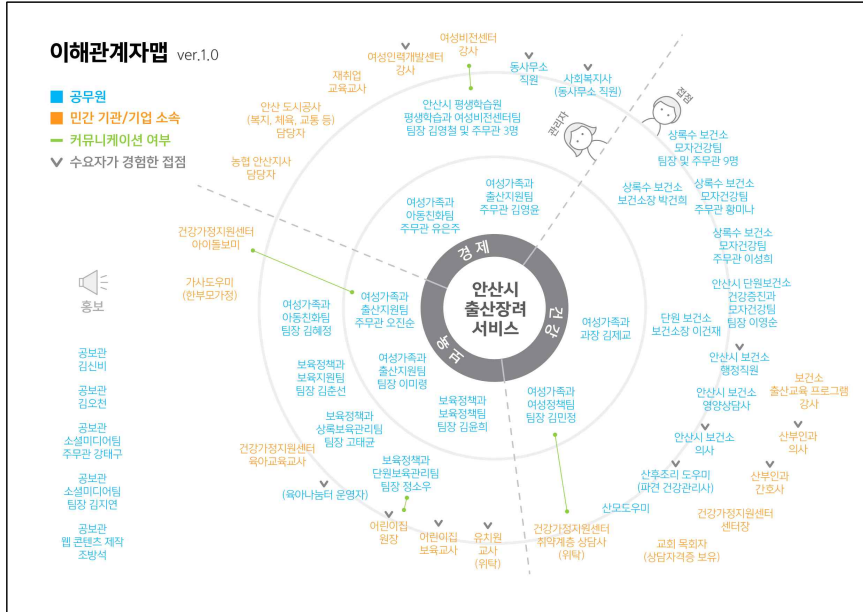 이해관계자맵 ver.1.0
공무원
민간 기관/기업 소속
커뮤니케이션 여부
수요자가 경험한 접점
재취업
교육교사
여성인력개발센터
강사
여성비전센터
강사
동사무소
직원
사회복지사
(동사무소 직원)
안산 도시공사
(복지, 체육, 교통 등)
담당자
농협 안산지사
담당자
안산시 평생학습원
평생학습과 여성비전센터팀
팀장 김영철 및 주무관 3명
관리자
접점
상록수 보건소
모자건강팀
팀장 및 주무관 9명
상록수 보건소
보건소장 박건희
상록수 보건소
모자건강팀
주무관 황미나
상록수 보건소
모자건강팀
주무관 이성희
여성가족과
아동친화팀
주무관 유은주
여성가족과
출산지원팀
주무관 김영윤
건강가정지원센터
아이돌보미
가사도우미
(한부모가정)
홍보
경제
건강
보육
안산시
출산장려
서비스
여성가족과
아동친화팀
팀장 김혜정
여성가족과
출산지원팀
주무관 오진순
여성가족과
과장 김제교
단원 보건소
보건소장 이건재
안산시 단원보건소
건강증진과
모자건강팀
팀장 이영순
공보관
김신비
공보관
김오천
공보관
소셜미디어팀
주무관 강태구
공보관
소셜미디어팀
팀장 김지연
공보관
웹 콘텐츠 제작
조방석
보육정책과
보육지원팀
팀장 김춘선
여성가족과
출산지원팀
팀장 이미령
보육정책과
보육정책팀
팀장 김윤희
여성가족과
여성정책팀
팀장 김민정
안산시 보건소
행정직원
안산시 보건소
영양상담사
보건소
출산교육 프로그램
강사
보육정책과
상록보육관리팀
팀장 고태균
건강가정지원센터
육아교육교사
보육정책과
단원보육관리팀
팀장 정소우
(육아나눔터 운영자)
안산시 보건소
의사
산부인과
의사
산후조리 도우미
(파견 건강관리사)
산부인과
간호사
산모도우미
건강가정지원센터
센터장
어린이집
원장
어린이집
보육교사
유치원
교사
(위탁)
건강가정지원센터
취약계층 상담사
(위탁)
교회 목회자
(상담자격증 보유)